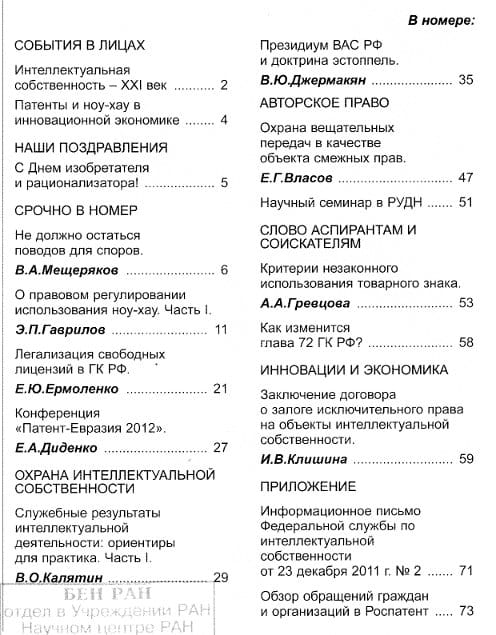 В номере:
СОБЫТИЯ В ЛИЦАХ
Интеллектуальная
собственность – XXI век ........... 2
Патенты и ноу-хау в
инновационной экономике ........ 4
НАШИ ПОЗДРАВЛЕНИЯ
С Днем изобретателя
и рационализатора! ................... 5
СРОЧНО В НОМЕР
Не должно остаться
поводов для споров.
В.А.Мещеряков ........................ 6
О правовом регулировании
использования ноу-хау. Часть I.
Э.П.Гаврилов ........................ 11
Легализация свободных
лицензий в ГК РФ.
Е.Ю.Ермоленко ...................... 21
Конференция
«Патент-Евразия 2012».
Е.А.Диденко .......................... 27
ОХРАНА ИНТЕЛЛЕКТУАЛЬНОЙ
СОБСТВЕННОСТИ
Служебные результаты
интеллектуальной
деятельности: ориентиры
для практика. Часть I.
В.О.Калятин .......................... 29
Президиум ВАС РФ
и доктрина эстоппель.
В.Ю.Джермакян ..................... 35
АВТОРСКОЕ ПРАВО
Охрана вещательных
передач в качестве
объекта смежных прав.
Е.Г.Власов ............................. 47
Научный семинар в РУДН ....... 51
СЛОВО АСПИРАНТАМ И
СОИСКАТЕЛЯМ
Критерии незаконного
использования товарного знака.
А.А.Гревцова ......................... 53
Как изменится
глава 72 ГК РФ? ..................... 58
ИННОВАЦИИ И ЭКОНОМИКА
Заключение договора
о залоге исключительного права
на объекты интеллектуальной
собственности.
И.В.Клишина ......................... 59
ПРИЛОЖЕНИЕ
Информационное письмо
Федеральной службы по
интеллектуальной
собственности
от 23 декабря 2011 г. № 2 ....... 71
Обзор обращений граждан
и организаций в Роспатент .... 73
БЕН РАН
отдел в Учреждении РАН
Научном центре РАН